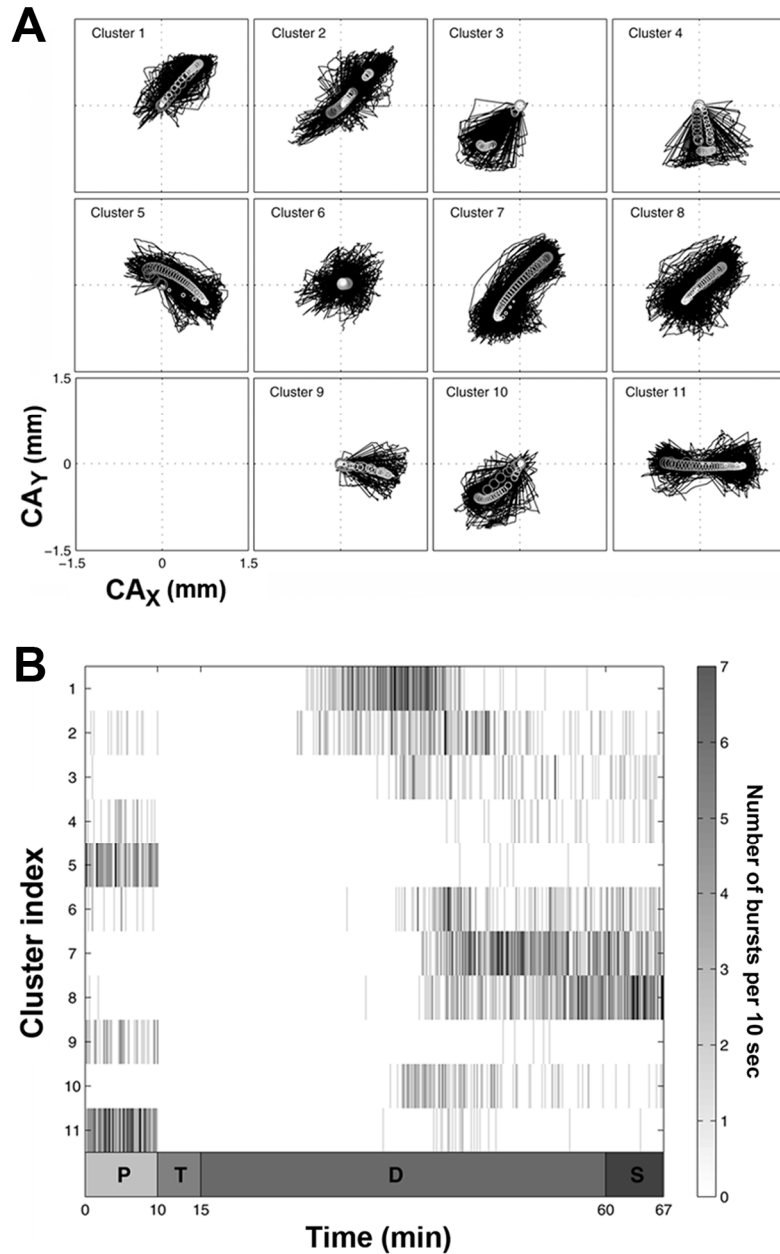 A
Cluster 1 Cluster 2 Cluster 3 Cluster 4
Cluster 5 Cluster 6 Cluster 7 Cluster 8
Cluster 9 Cluster 10 Cluster 11
1.5
0
−1.5
CAY (mm)
−1.5 0 1.5
CAX (mm)
B
1
2
3
4
5
6
7
8
9
10
11
Cluster index
P T D S
0 10 15 60 67
Time (min)
7
6
5
4
3
2
1
0
Number of bursts per 10 sec